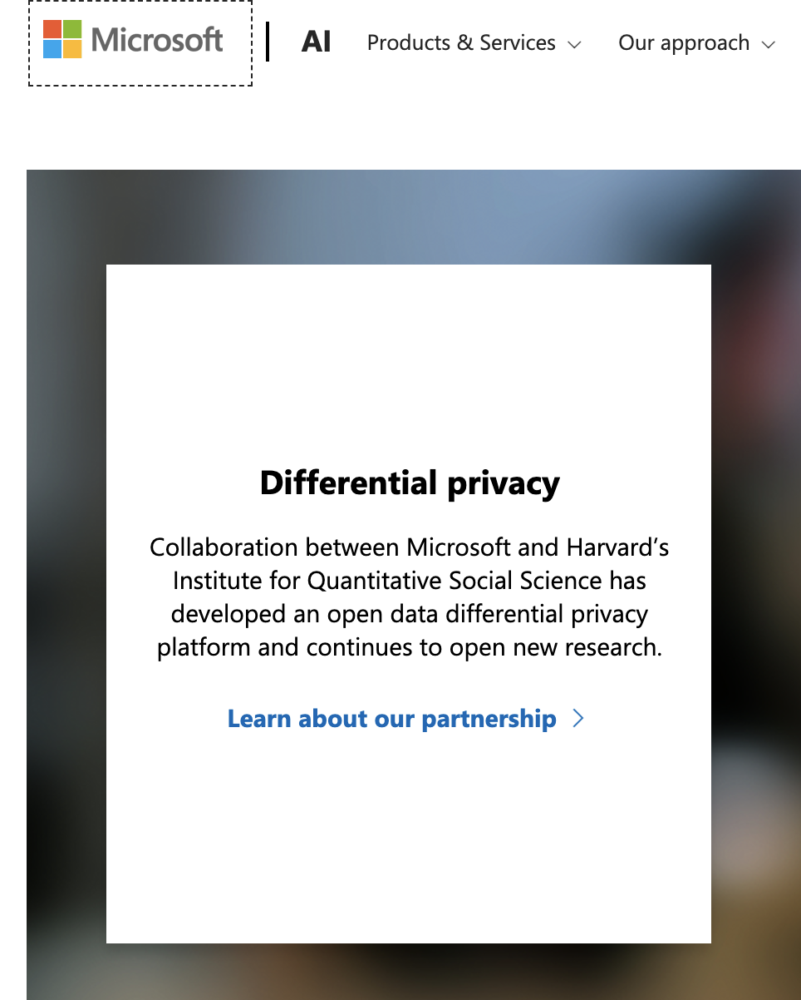 Microsoft | AI Products & Services Our approach
Differential privacy
Collaboration between Microsoft and Harvard’s
Institute for Quantitative Social Science has
developed an open data differential privacy
platform and continues to open new research.
Learn about our partnership